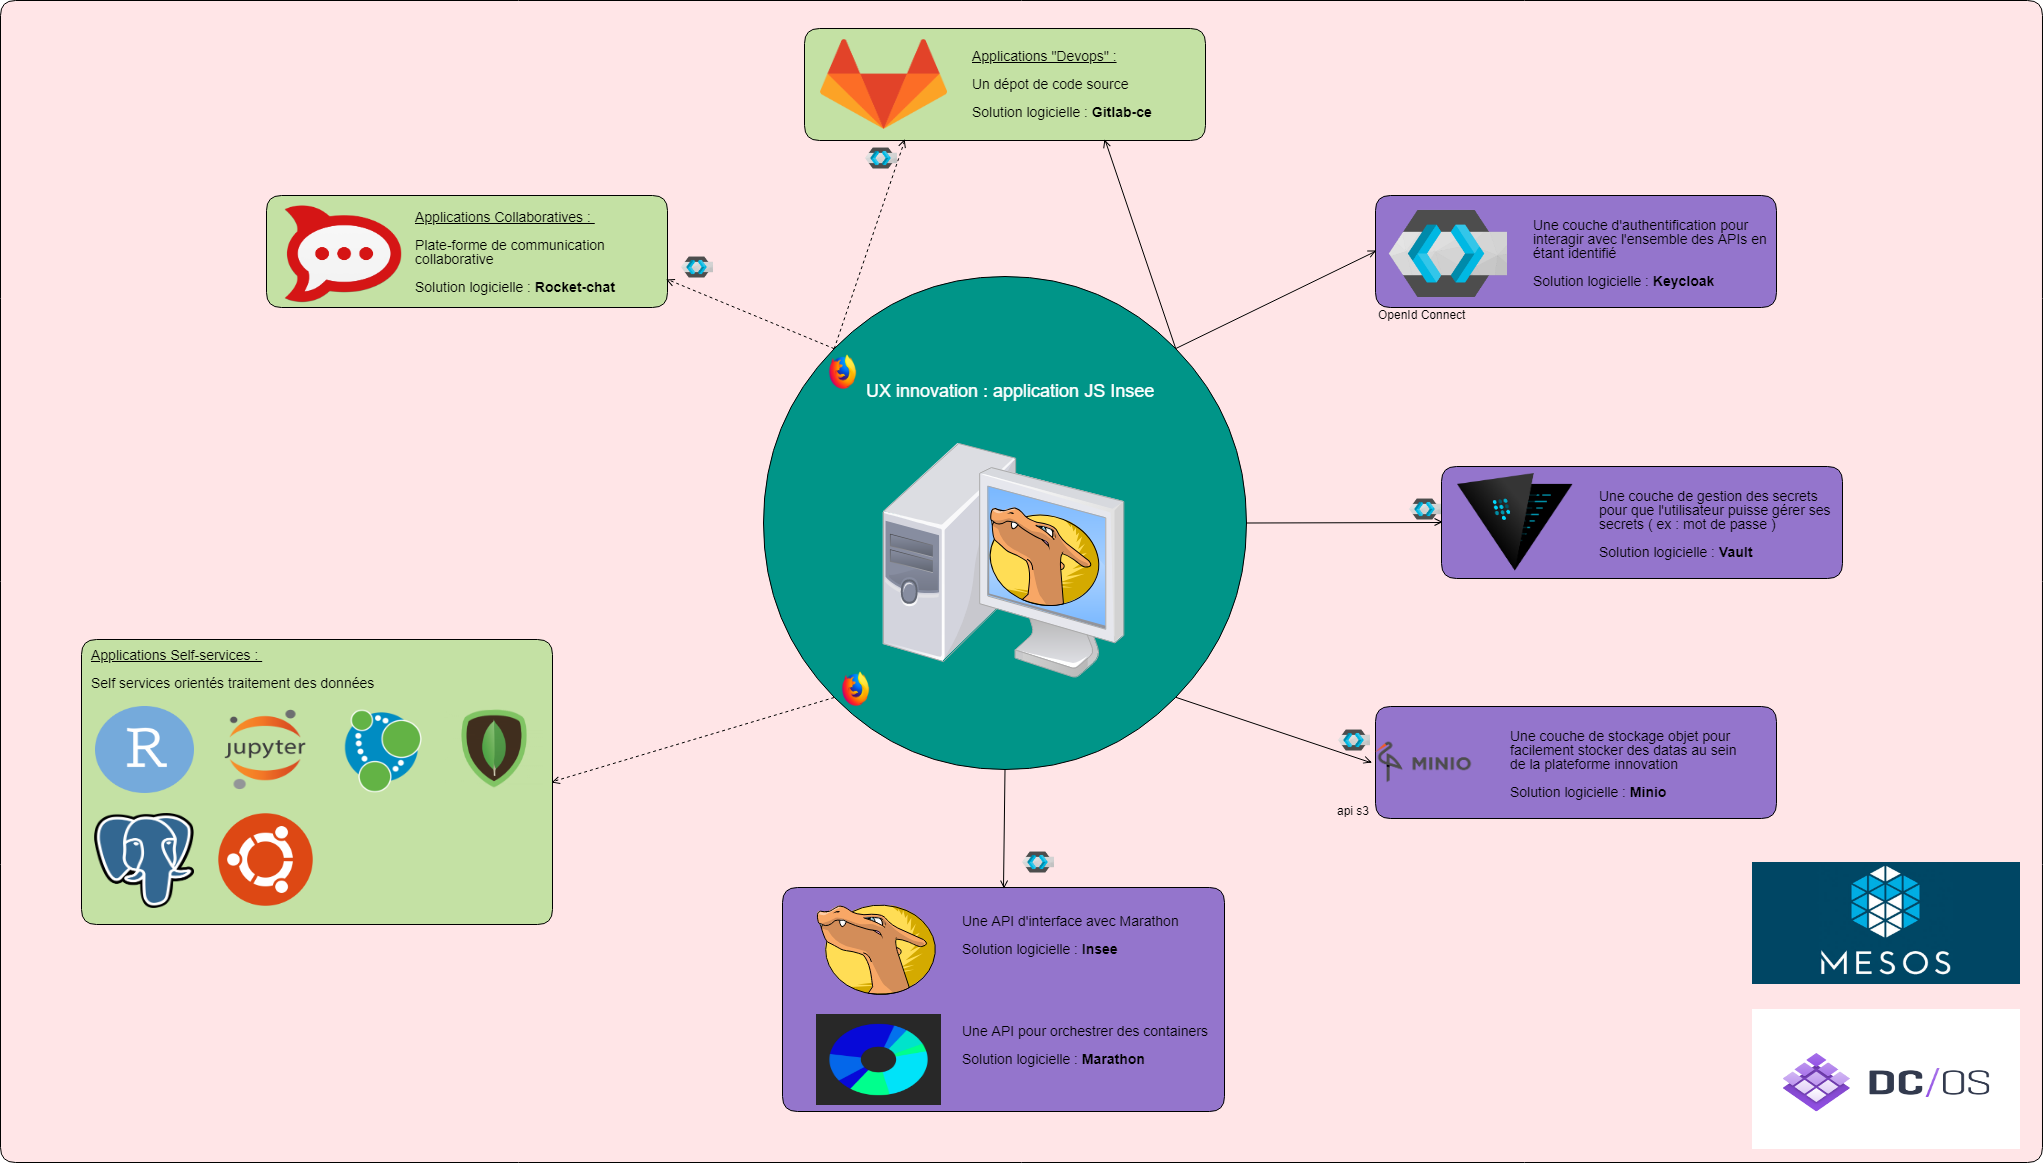 Applications "Devops" :
Un dépot de code source
Solution logicielle : Gitlab-ce
Applications Collaboratives :
Plate-forme de communication
collaborative
Solution logicielle : Rocket-chat
Une couche d'authentification pour
interagir avec l'ensemble des APIs en
étant identifié
Solution logicielle : Keycloak
OpenId Connect
UX innovation : application JS Insee
Une couche de gestion des secrets
pour que l'utilisateur puisse gérer ses
secrets ( ex : mot de passe )
Solution logicielle : Vault
Applications Self-services :
Self services orientés traitement des données
R
jupyter
MINIO
Une couche de stockage objet pour
facilement stocker des datas au sein
de la plateforme innovation
Solution logicielle : Minio
api s3
Une API d'interface avec Marathon
Solution logicielle : Insee
Une API pour orchestrer des containers
Solution logicielle : Marathon
MESOS
DC/OS